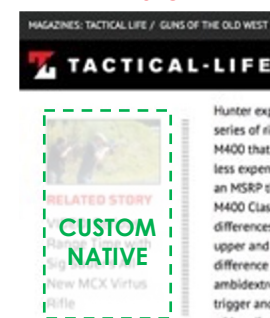 MAGAZINES: TACTICAL LIFE / GUNS OF THE OLD WEST
TACTICAL-LIFE
RELATED STORY
CUSTOM
NATIVE
Range Time with
New MCX Virtus
Rifle
Hunter exp
series of ri
M400 that
less expen
an MSRP t
M400 Clas
differences
upper and
difference
ambidextr
trigger and